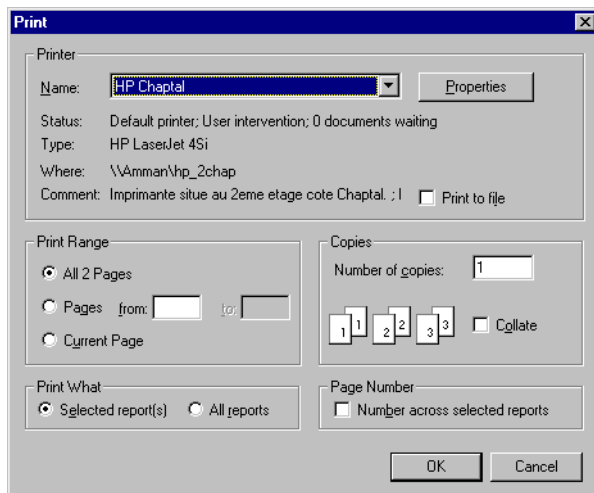 Print
Printer
Name: HP Chaptal Properties
Status: Default printer; User intervention; 0 documents waiting
Type: HP LaserJet 4Si
Where: \\Amman\hp_2chap
Comment: Imprimante situe au 2eme etage cote Chaptal. ; I Print to file
Print Range
All 2 Pages
Pages from: to:
Current Page
Copies
Number of copies: 1
1 1 2 2 3 3 Collate
Print What
Selected report(s) All reports
Page Number
Number across selected reports
OK Cancel